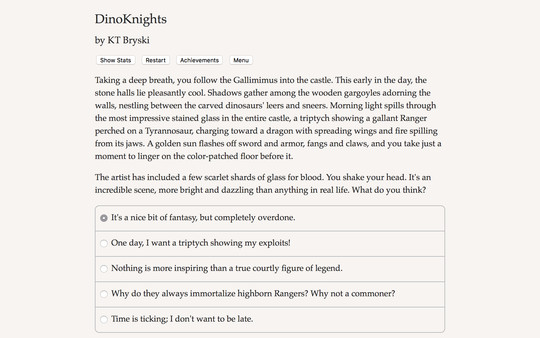 DinoKnights
by KT Bryski
Show Stats Restart Achievements Menu
Taking a deep breath, you follow the Gallimimus into the castle. This early in the day, the
stone halls lie pleasantly cool. Shadows gather among the wooden gargoyles adorning the
walls, nestling between the carved dinosaurs' leers and sneers. Morning light spills through
the most impressive stained glass in the entire castle, a triptych showing a gallant Ranger
perched on a Tyrannosaur, charging toward a dragon with spreading wings and fire spilling
from its jaws. A golden sun flashes off sword and armor, fangs and claws, and you take just a
moment to linger on the color-patched floor before it.
The artist has included a few scarlet shards of glass for blood. You shake your head. It's an
incredible scene, more bright and dazzling than anything in real life. What do you think?
It's a nice bit of fantasy, but completely overdone.
One day, I want a triptych showing my exploits!
Nothing is more inspiring than a true courtly figure of legend.
Why do they always immortalize highborn Rangers? Why not a commoner?
Time is ticking; I don't want to be late.